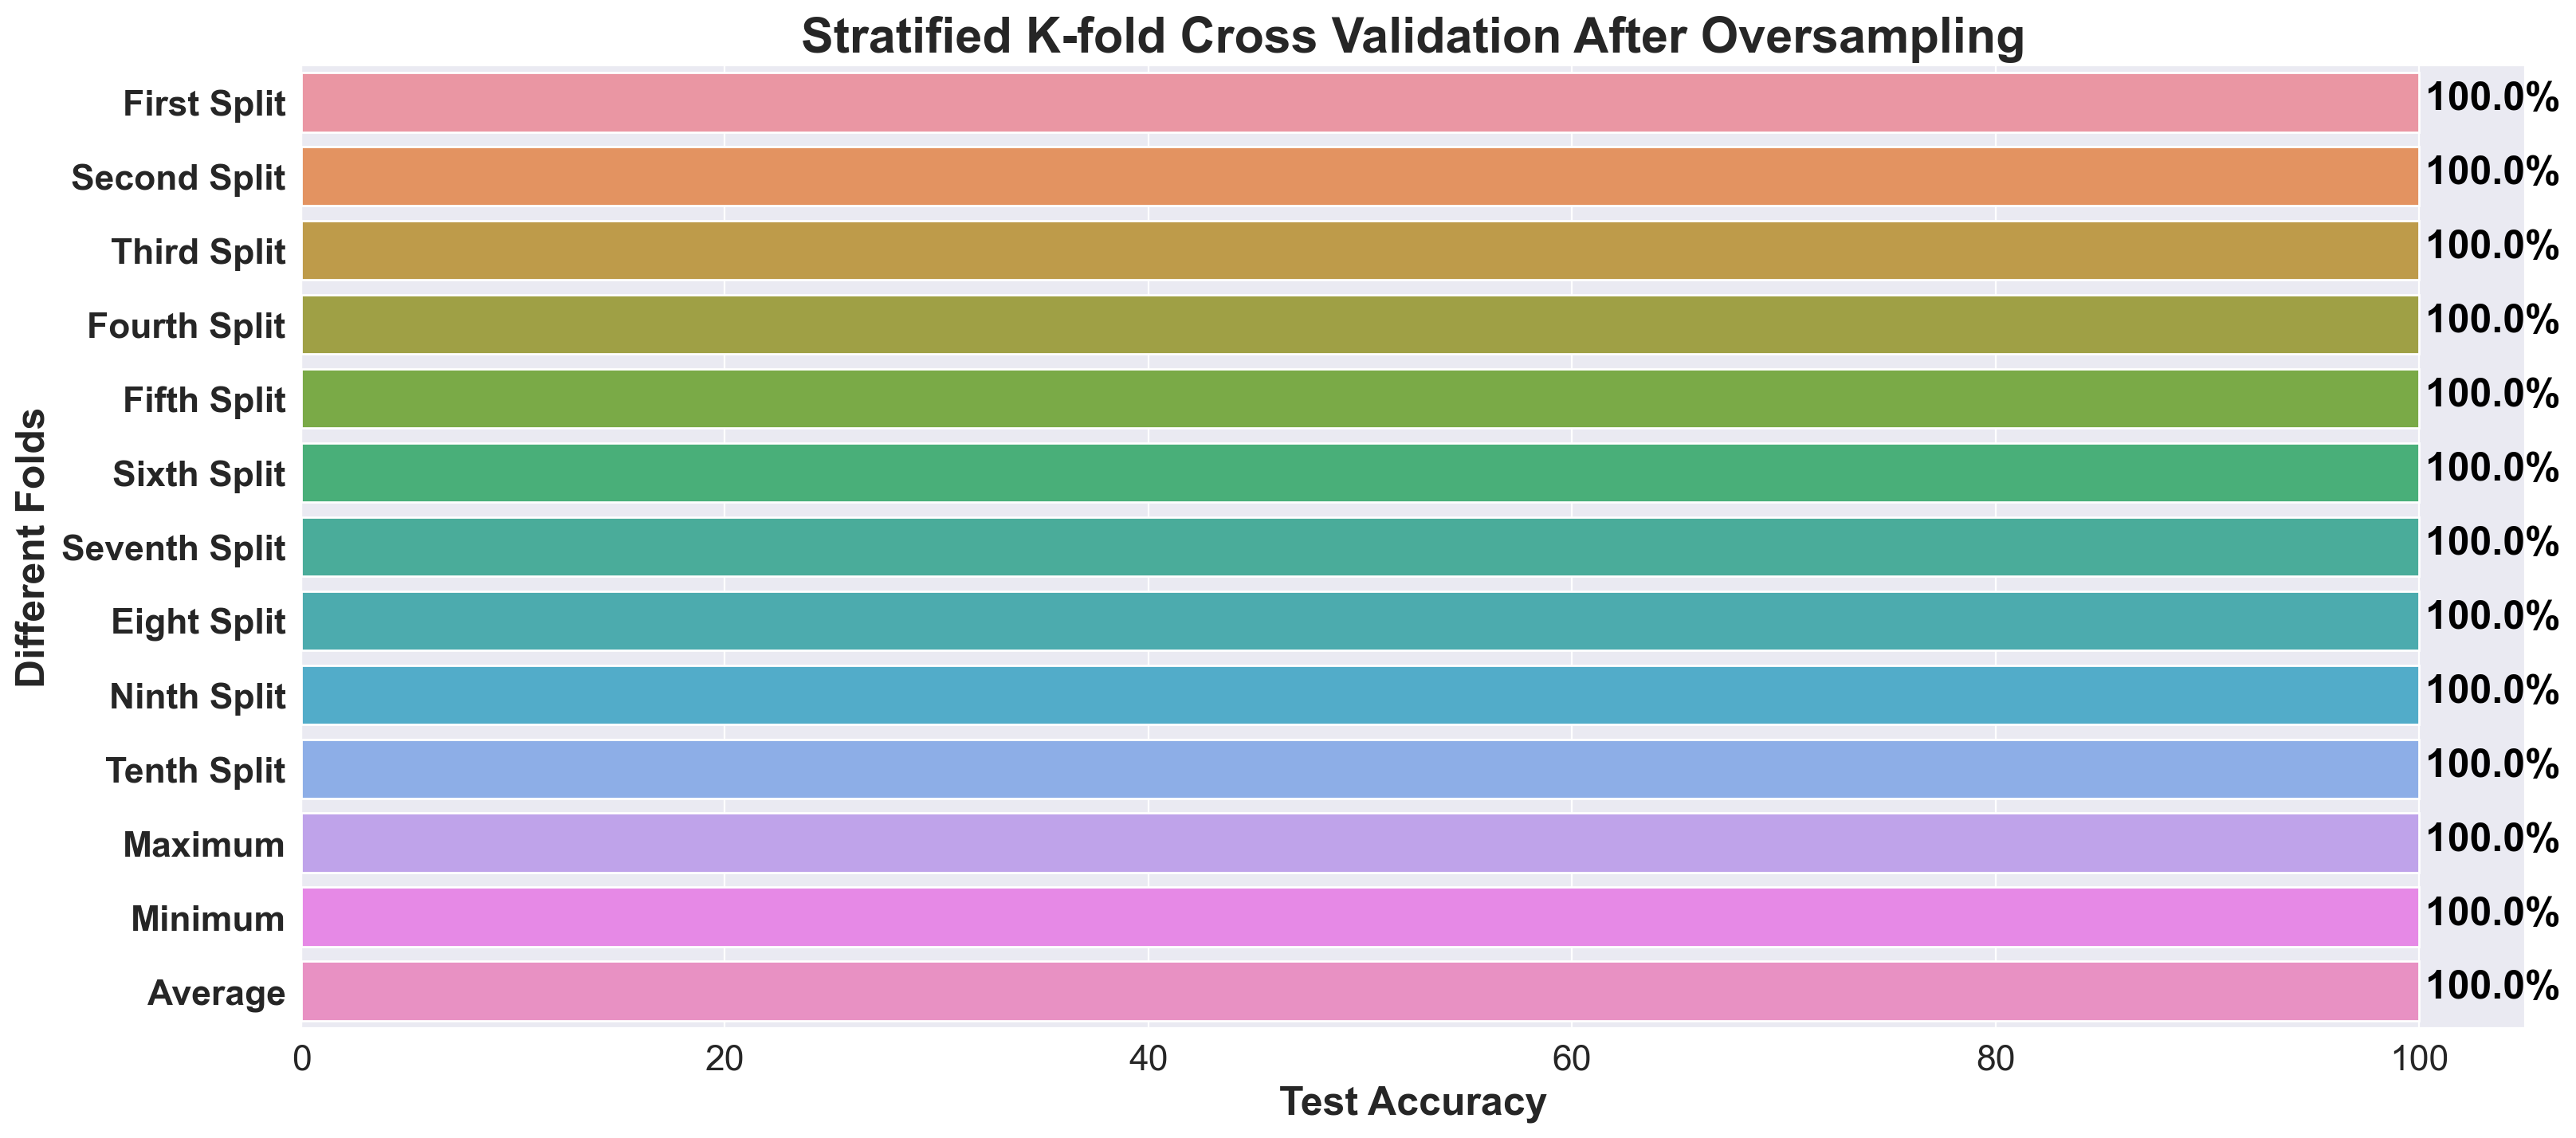 Stratified K-fold Cross Validation After Oversampling
First Split 100.0%
Second Split 100.0%
Third Split 100.0%
Fourth Split 100.0%
Fifth Split 100.0%
Sixth Split 100.0%
Seventh Split 100.0%
Eight Split 100.0%
Ninth Split 100.0%
Tenth Split 100.0%
Maximum 100.0%
Minimum 100.0%
Average 100.0%
Different Folds
0 20 40 60 80 100
Test Accuracy